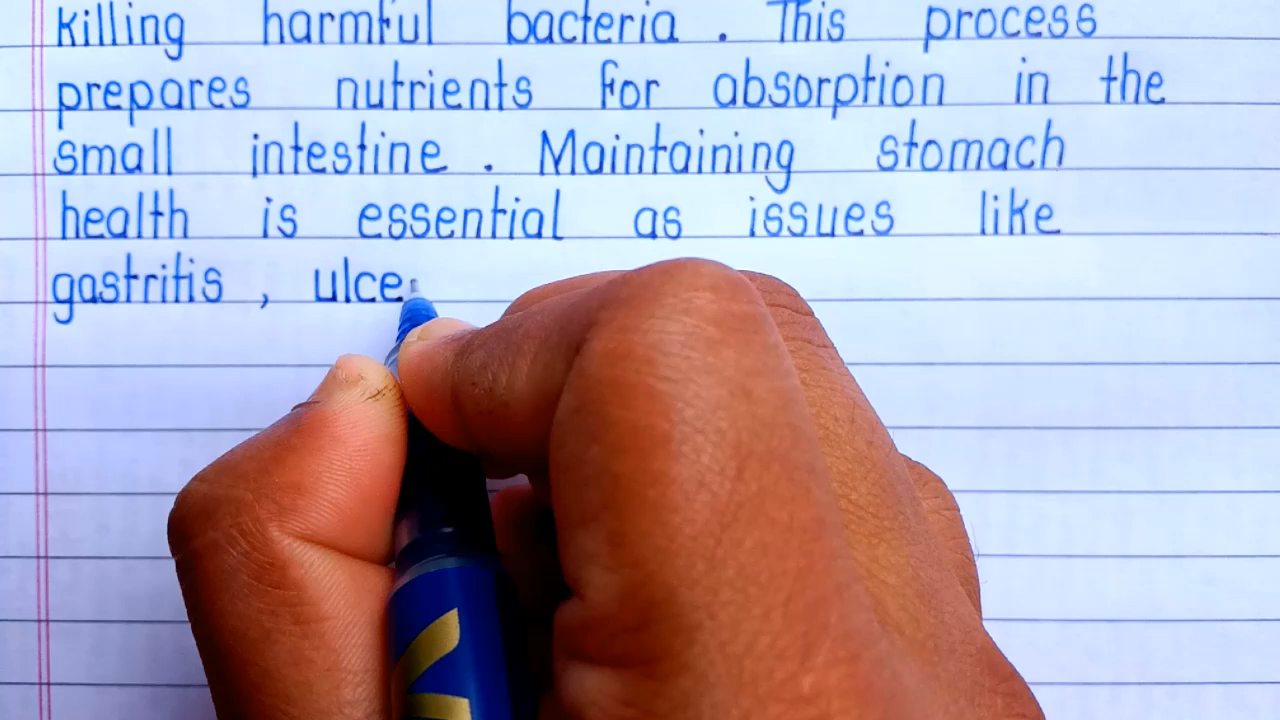 killing harmful bacteria . This process
prepares nutrients for absorption in the
small intestine . Maintaining stomach
health is essential as issues like
gastritis , ulce